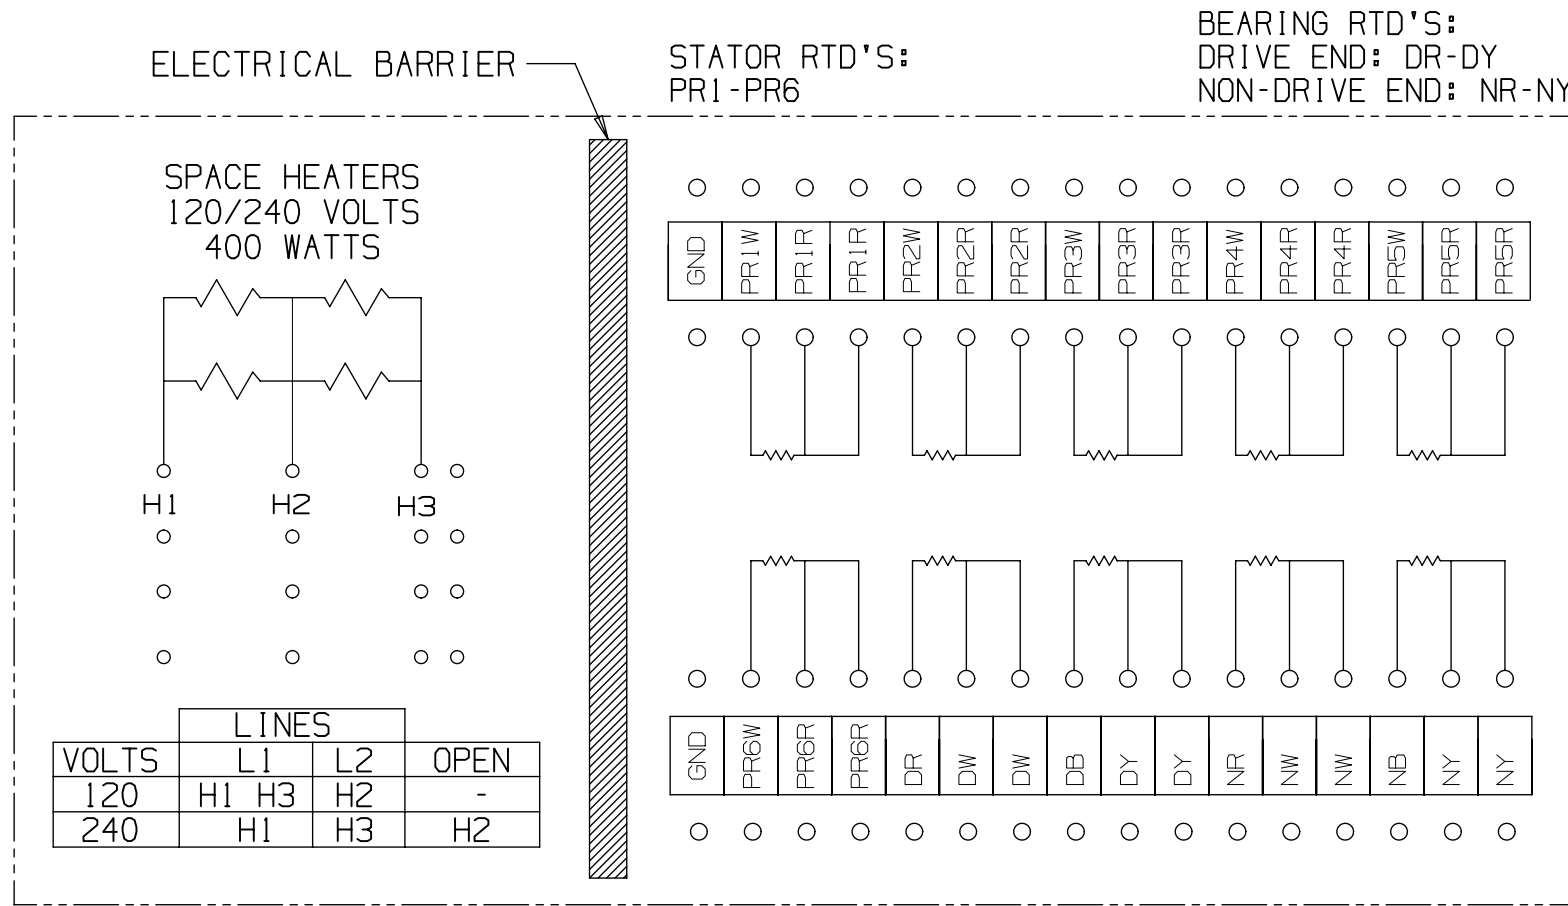 ELECTRICAL BARRIER
STATOR RTD'S:
PR1-PR6
BEARING RTD'S:
DRIVE END: DR-DY
NON-DRIVE END: NR-NY
SPACE HEATERS
120/240 VOLTS
400 WATTS
H1 H2 H3
GND PR1W PR1R PR1R PR2W PR2R PR2R PR3W PR3R PR3R PR4W PR4R PR4R PR5W PR5R PR5R
GND PR6W PR6R PR6R DR DW DW DB DY DY NR NW NW NB NY NY
LINES
VOLTS L1 L2 OPEN
120 H1 H3 H2 -
240 H1 H3 H2